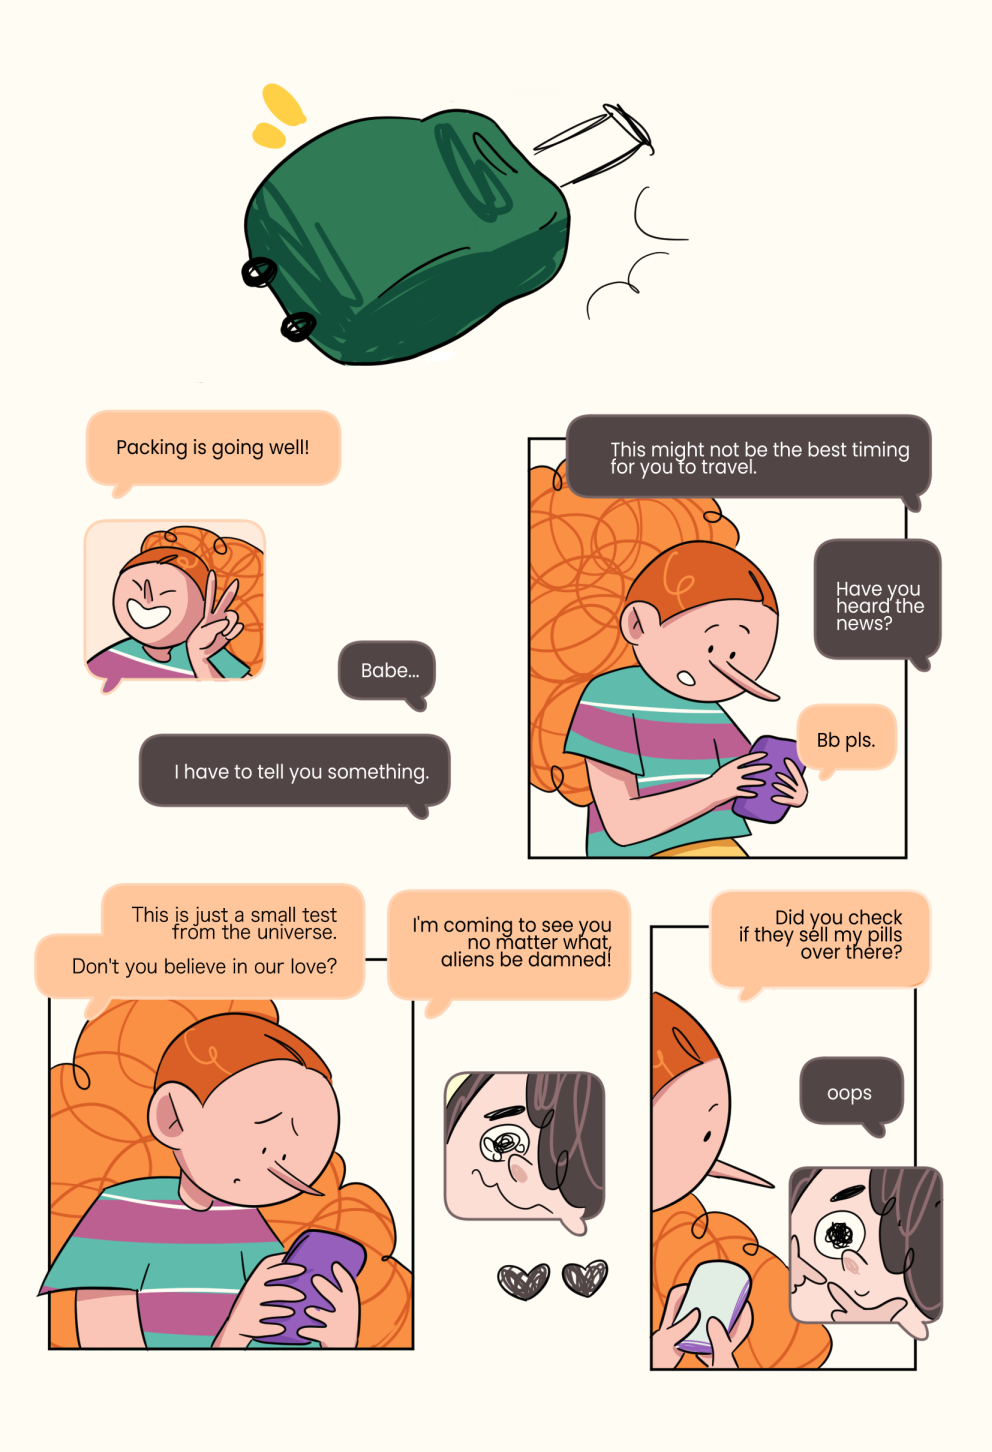 Packing is going well!
Babe...
I have to tell you something.
This might not be the best timing
for you to travel.
Have you
heard the
news?
Bb pls.
This is just a small test
from the universe.
Don't you believe in our love?
I'm coming to see you
no matter what,
aliens be damned!
Did you check
if they sell my pills
over there?
oops